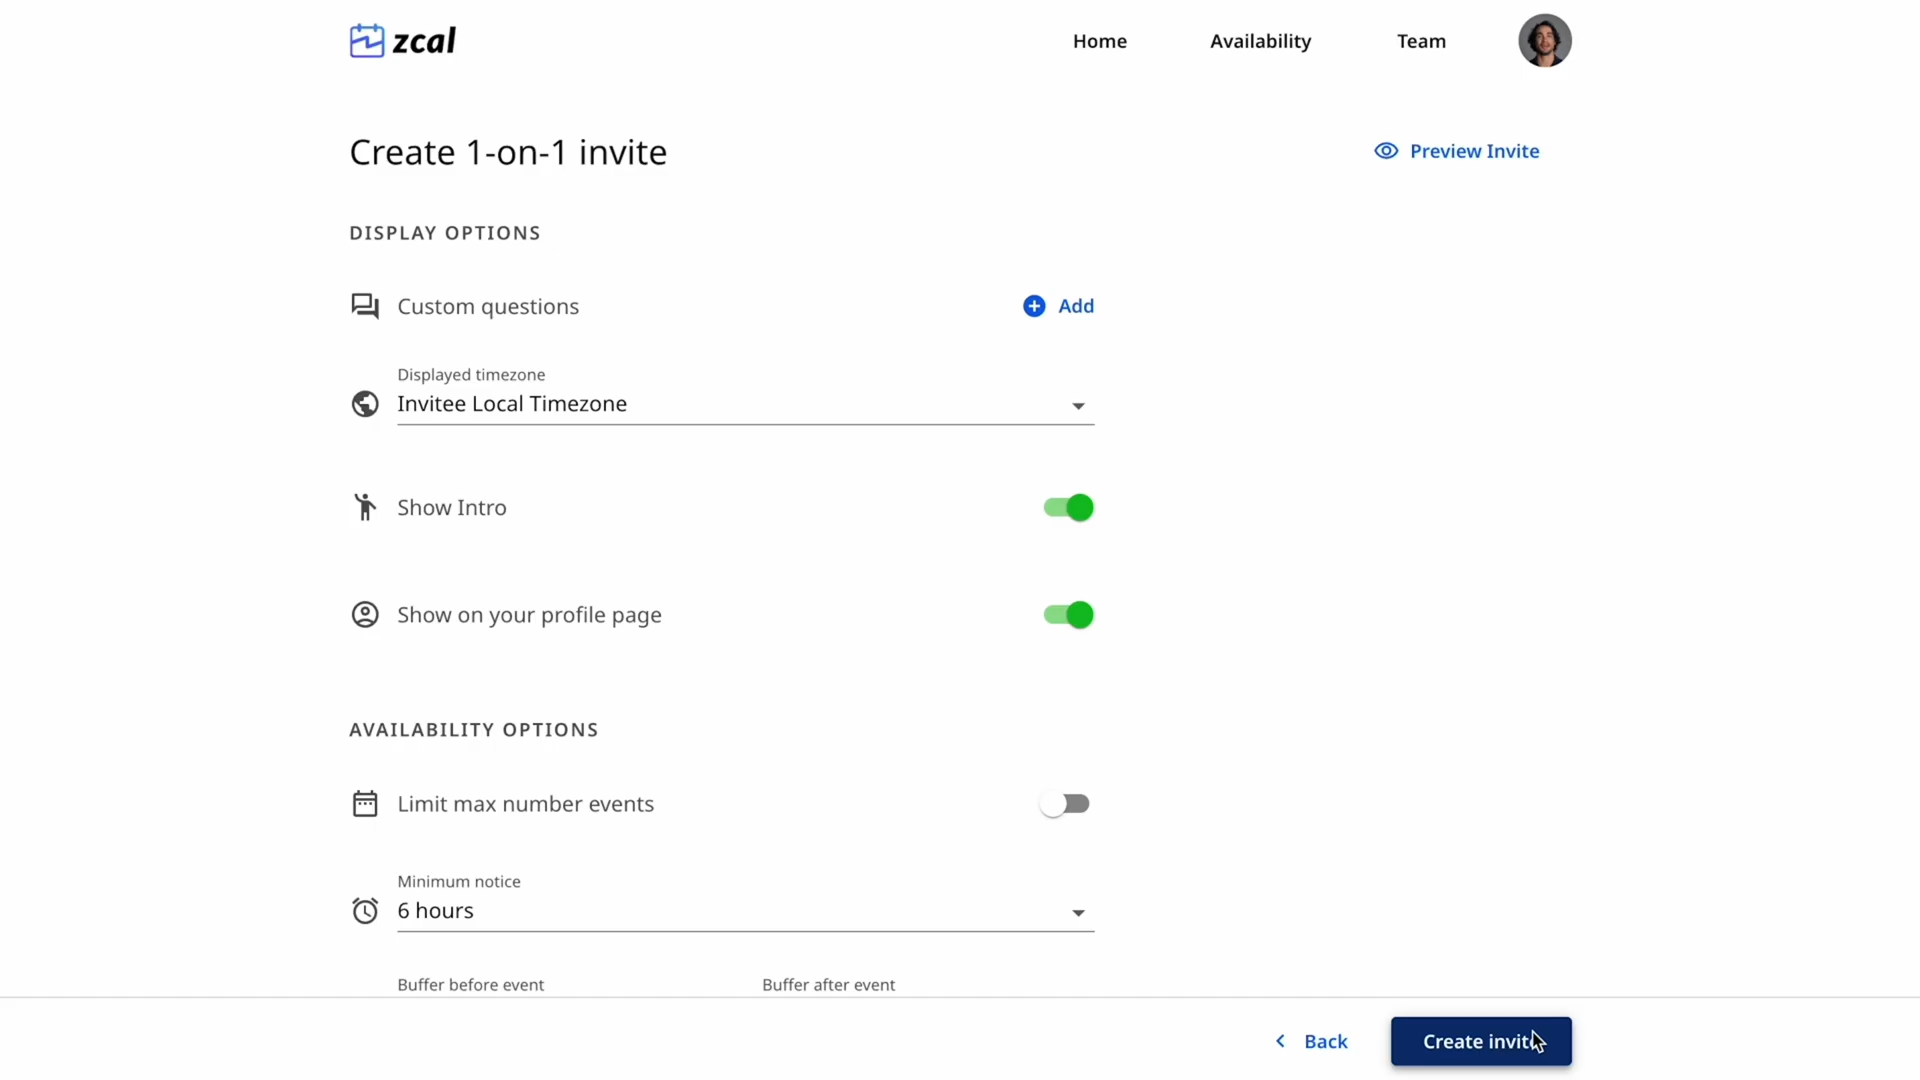 zcal
Home
Availability
Team
Create 1-on-1 invite
Preview Invite
DISPLAY OPTIONS
Custom questions
Add
Displayed timezone
Invitee Local Timezone
Show Intro
Show on your profile page
AVAILABILITY OPTIONS
Limit max number events
Minimum notice
6 hours
Buffer before event
Buffer after event
Back
Create invite